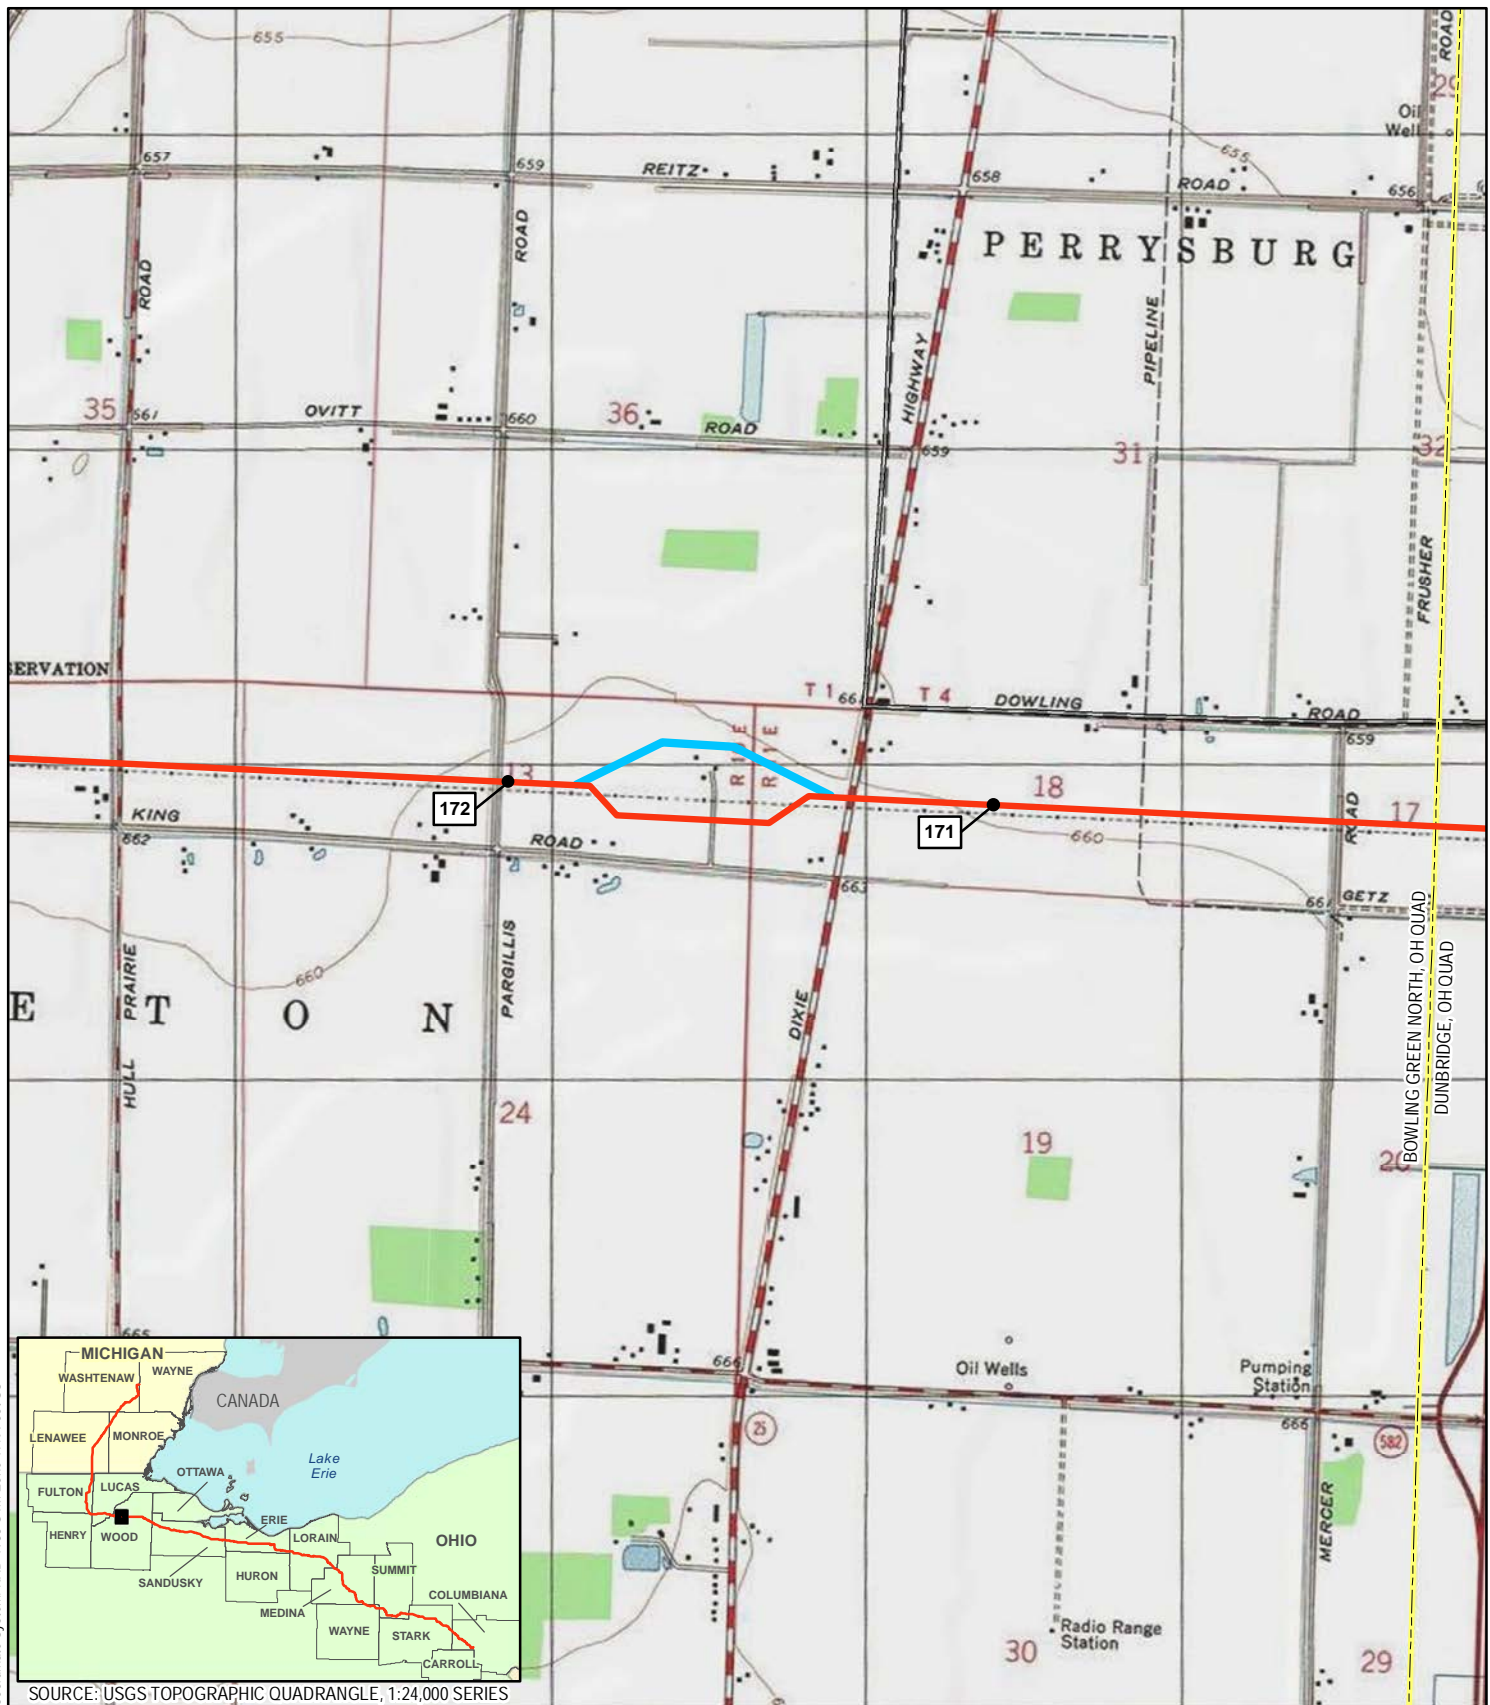 655
ROAD
29
Oil
Well
655
657
659
REITZ
658
ROAD
656
PERRYSBURG
ROAD
ROAD
PIPELINE
HIGHWAY
35
661
OVITT
660
36
ROAD
659
31
32
FRUSHER
SERVATION
T 1
661
T 4
DOWLING
ROAD
659
R 11 E
13
172
18
171
17
ROAD
KING
662
ROAD
660
663
661
GETZ
660
HULL PRAIRIE
PARGILLIS
DIXIE
E T O N
BOWLING GREEN NORTH, OH QUAD
DUNBRIDGE, OH QUAD
24
19
20
665
666
Oil Wells
Pumping
Station
666
25
582
MERCER
Radio Range
Station
30
29
MICHIGAN
WASHTENAW
WAYNE
CANADA
LENAWEE
MONROE
Lake
Erie
OTTAWA
FULTON
LUCAS
ERIE
HENRY
WOOD
LORAIN
OHIO
SANDUSKY
HURON
SUMMIT
COLUMBIANA
MEDINA
WAYNE
STARK
CARROLL
SOURCE: USGS TOPOGRAPHIC QUADRANGLE, 1:24,000 SERIES